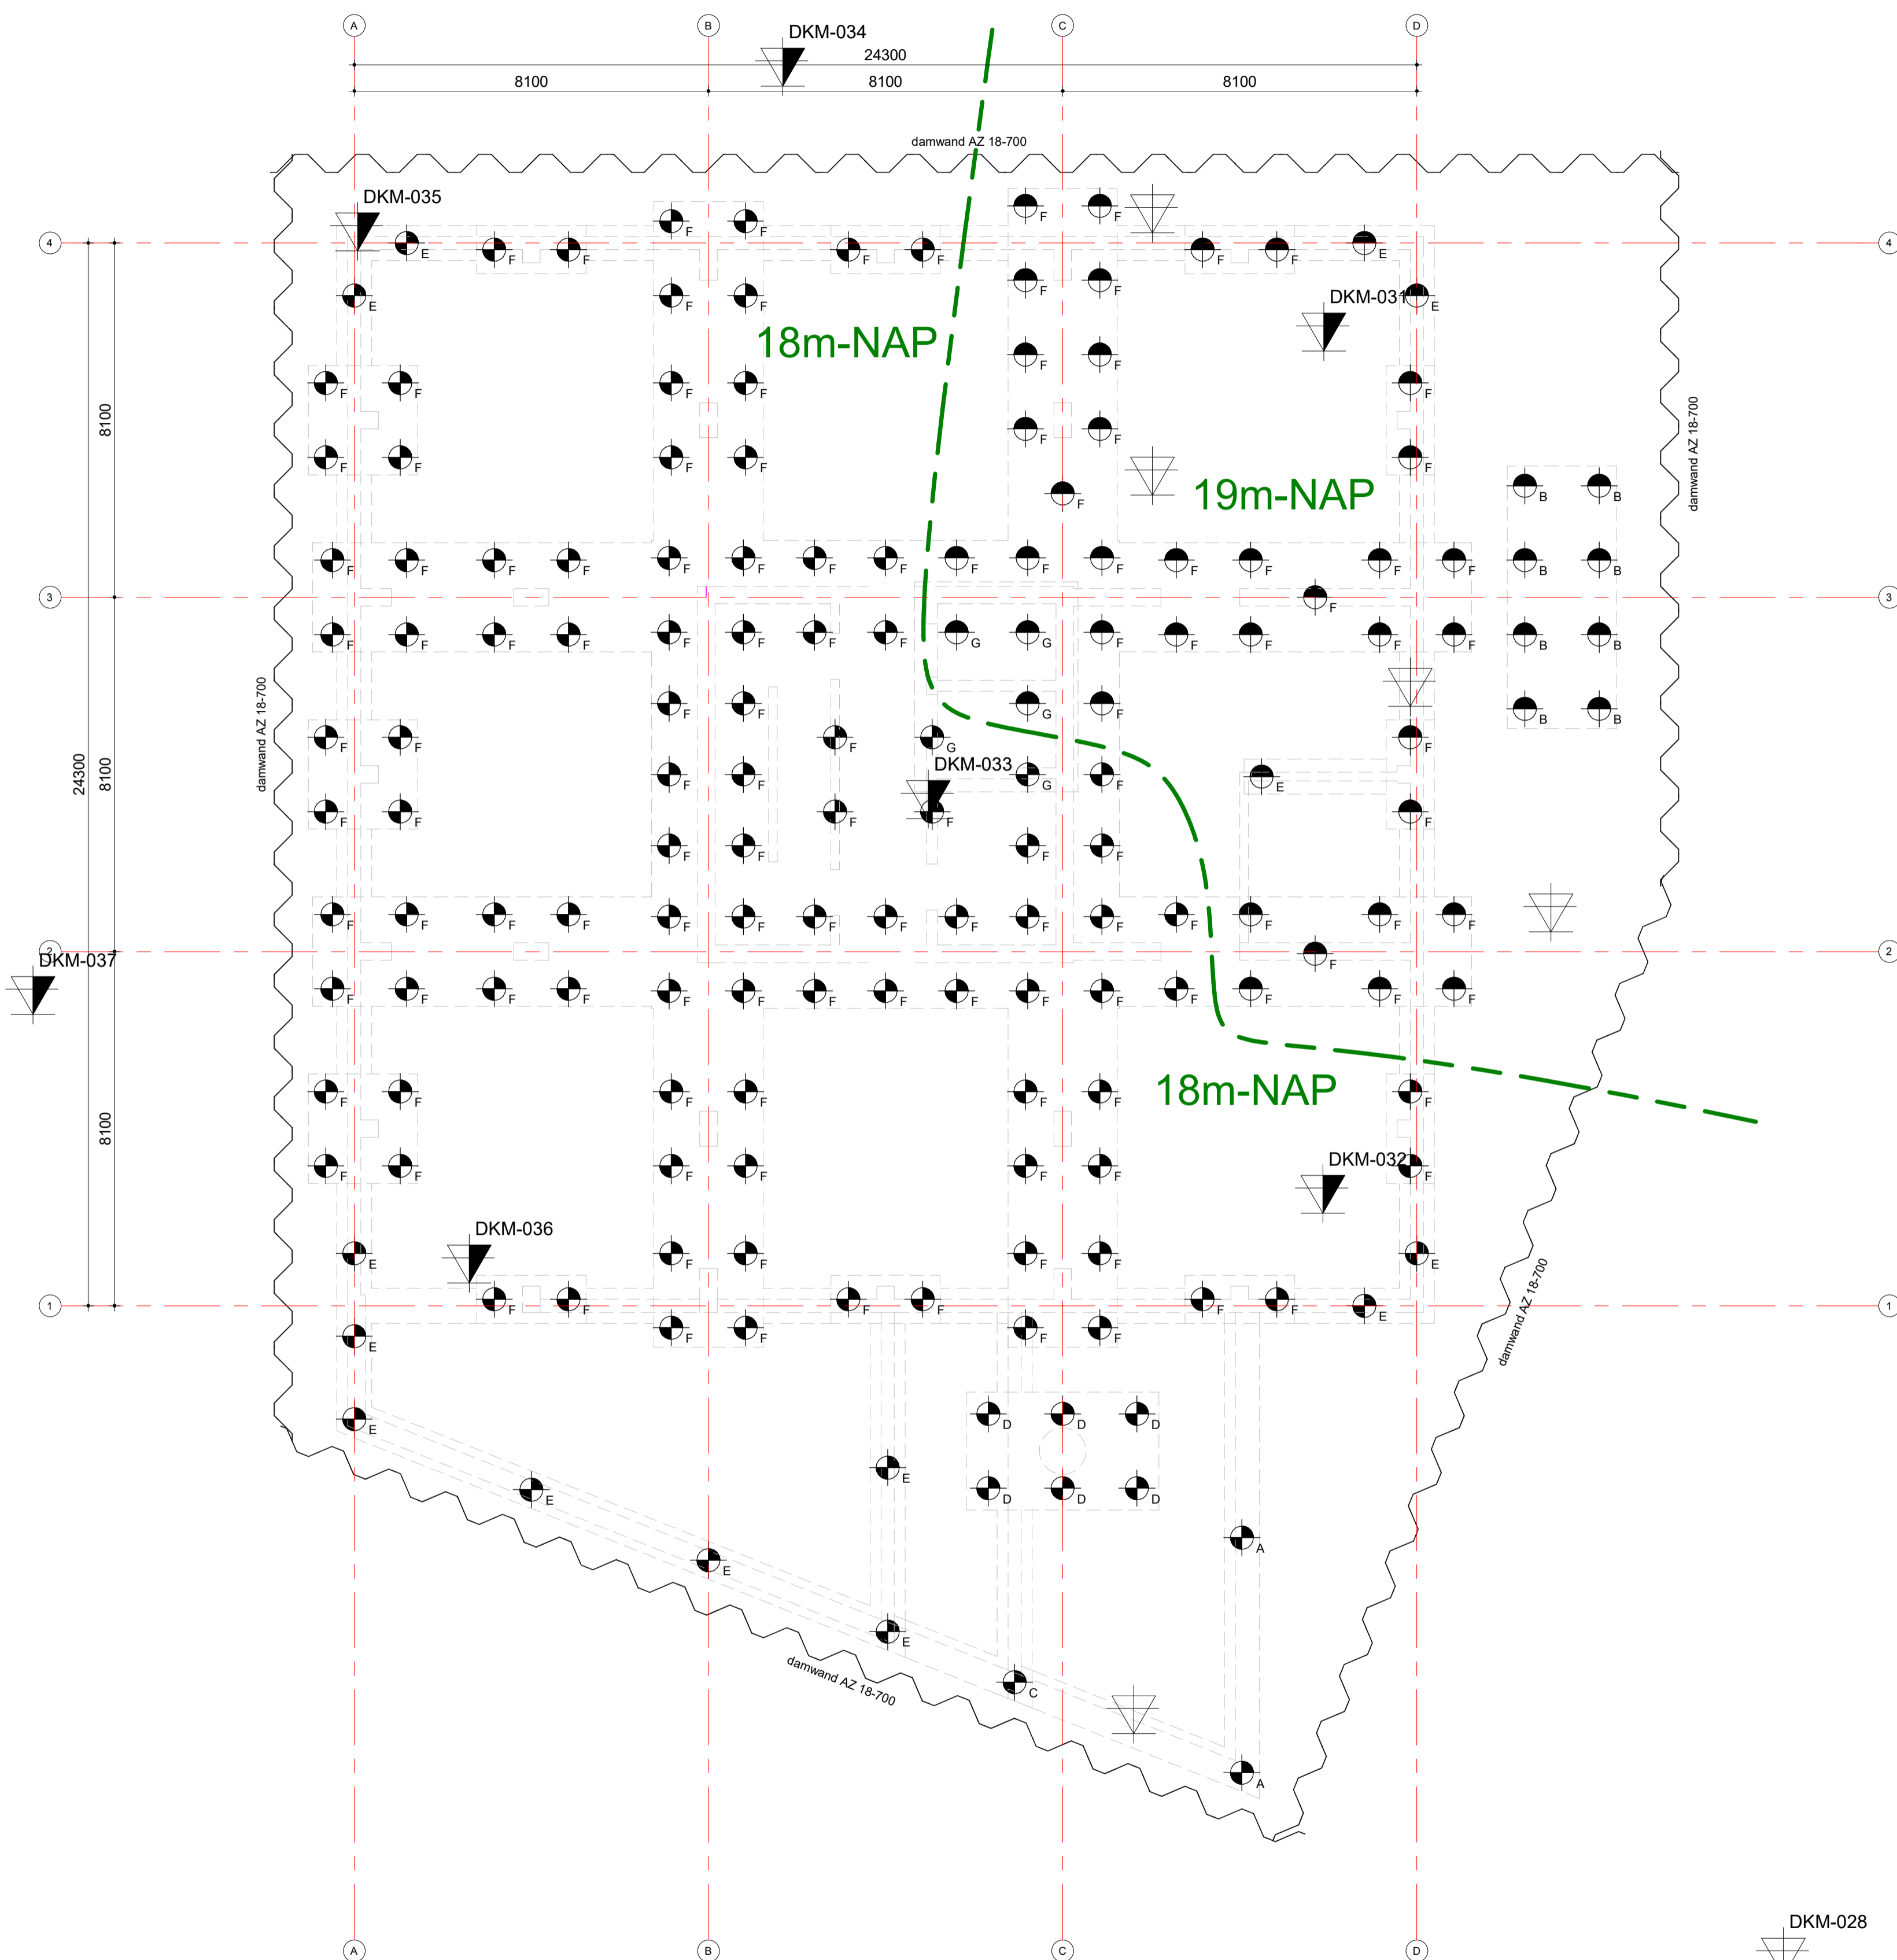 A B C D
DKM-034
24300
8100 8100 8100
damwand AZ 18-700
DKM-035
F F
F F
4 4
E F F F F F F E
F F
E F F E
DKM-031
18m-NAP
F F
F F F F F
8100
damwand AZ 18-700
F F
F F F F F
19m-NAP
B B
F
F F F F F F F F F F F F F F F B B
3 F 3
F F F F F F F F G G F F F F F B B
damwand AZ 18-700
F F G F B B
F F F G F
24300
8100
DKM-033
F F G F E
F F F F F
F F F F
F F F F F F F F F F F F F F F
2 F 2
DKM-037
F F F F F F F F F F F F F F F
18m-NAP
F F F F F F F
8100
F F F F F F F
DKM-032
DKM-036
E F F F F E
F F F F F F E
1 1
damwand AZ 18-700
E F F F F
D D D
E
E
E D D D
A
E
E
damwand AZ 18-700
C
A
DKM-028
A B C D